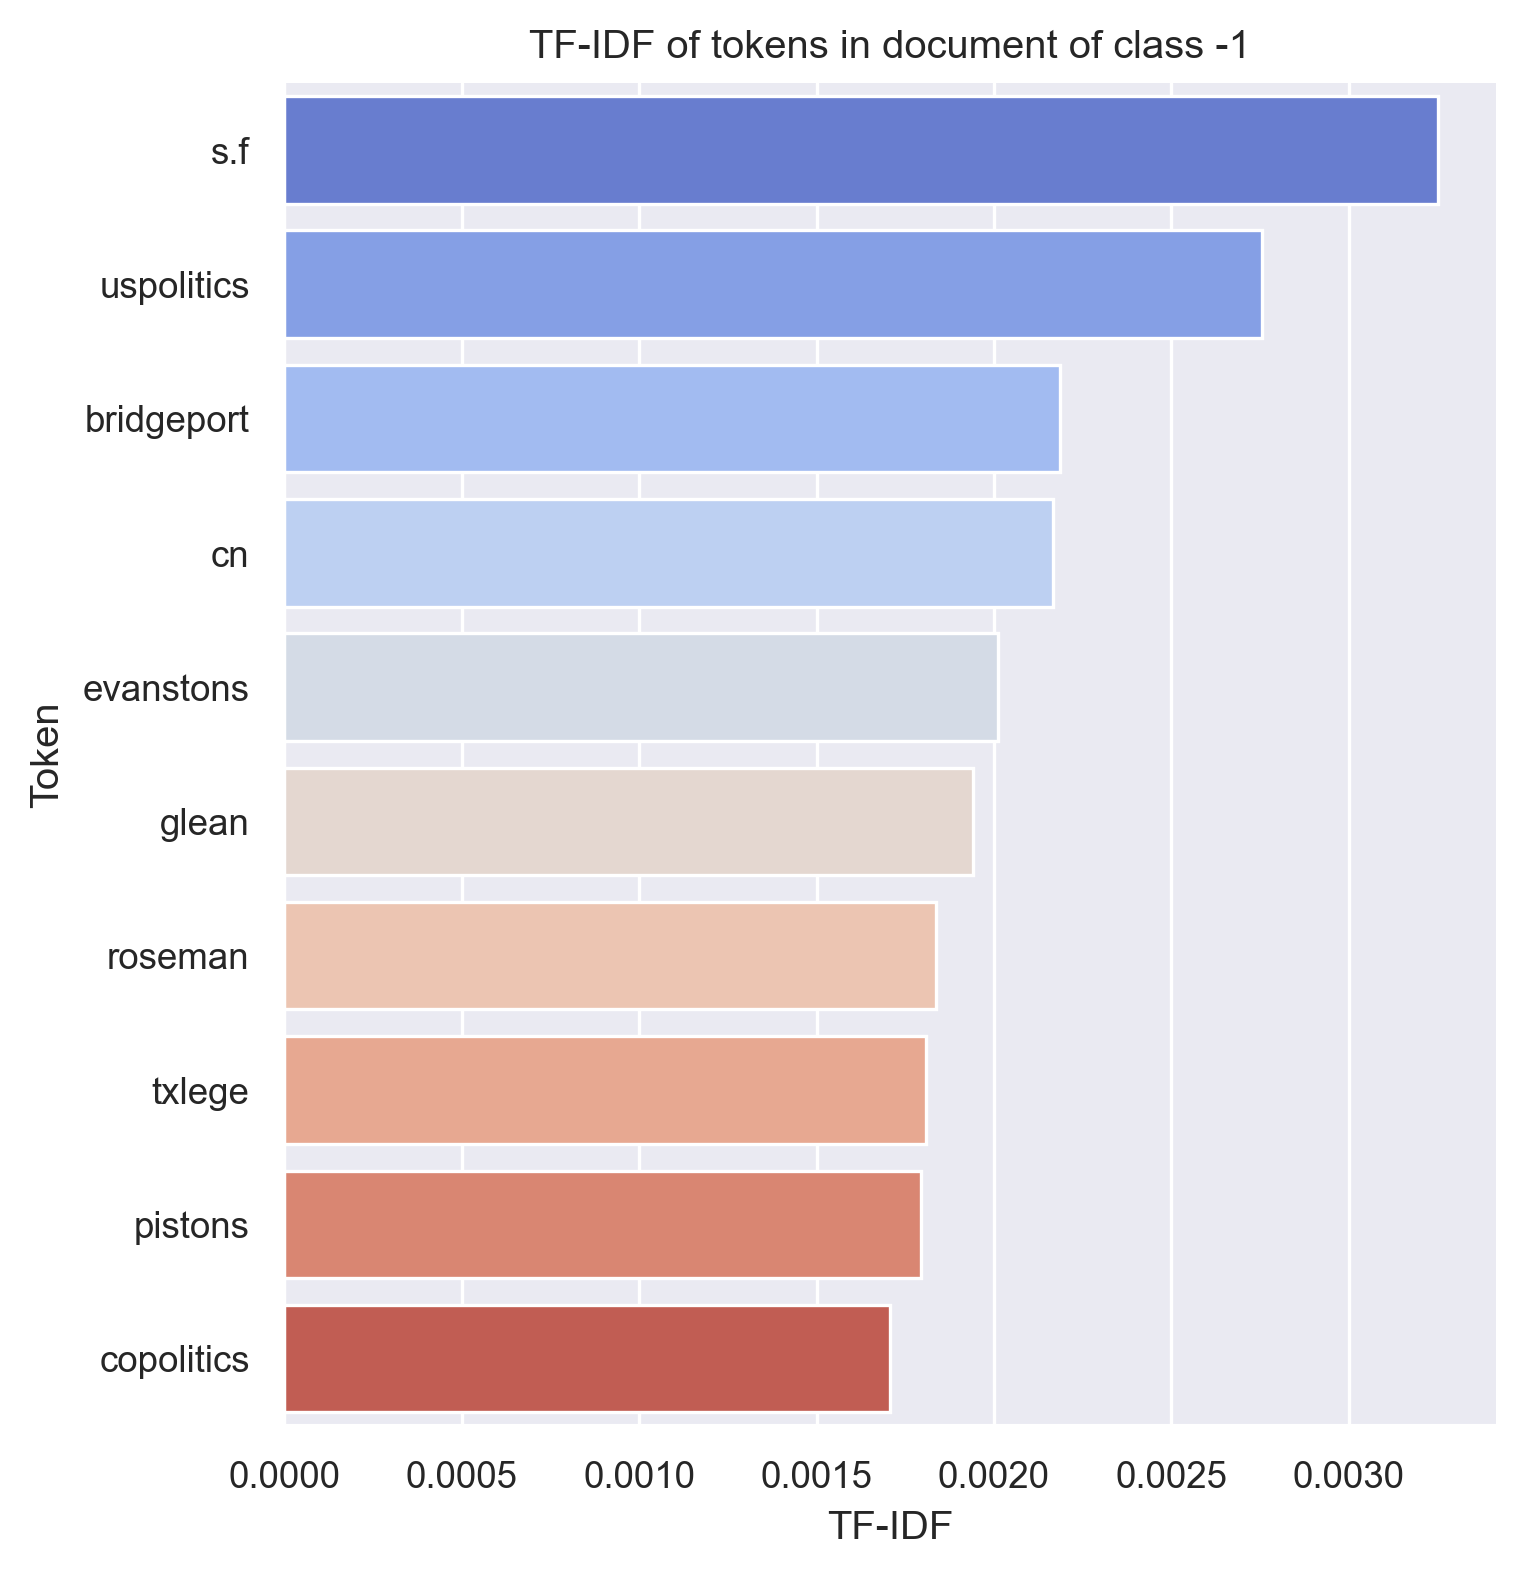 TF-IDF of tokens in document of class -1
s.f
uspolitics
bridgeport
cn
evanstons
glean
roseman
txlege
pistons
copolitics
Token
0.0000 0.0005 0.0010 0.0015 0.0020 0.0025 0.0030
TF-IDF